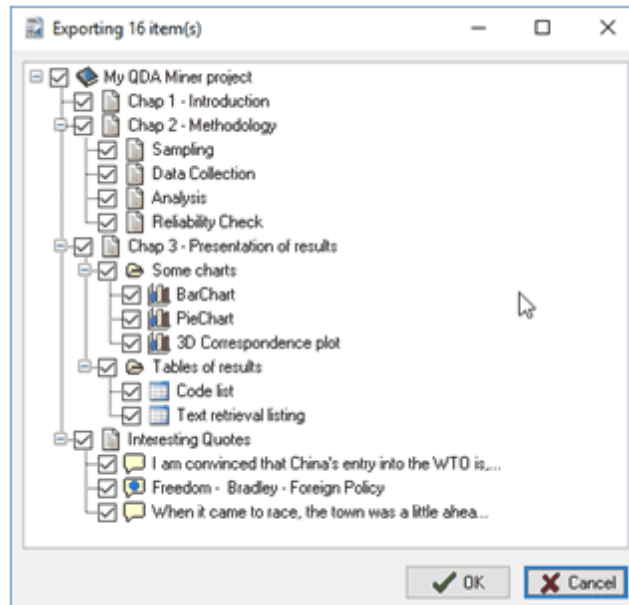 Exporting 16 item(s)
My QDA Miner project
Chap 1 - Introduction
Chap 2 - Methodology
Sampling
Data Collection
Analysis
Reliability Check
Chap 3 - Presentation of results
Some charts
BarChart
PieChart
3D Correspondence plot
Tables of results
Code list
Text retrieval listing
Interesting Quotes
I am convinced that China's entry into the WTO is,...
Freedom - Bradley - Foreign Policy
When it came to race, the town was a little ahea...
OK
Cancel